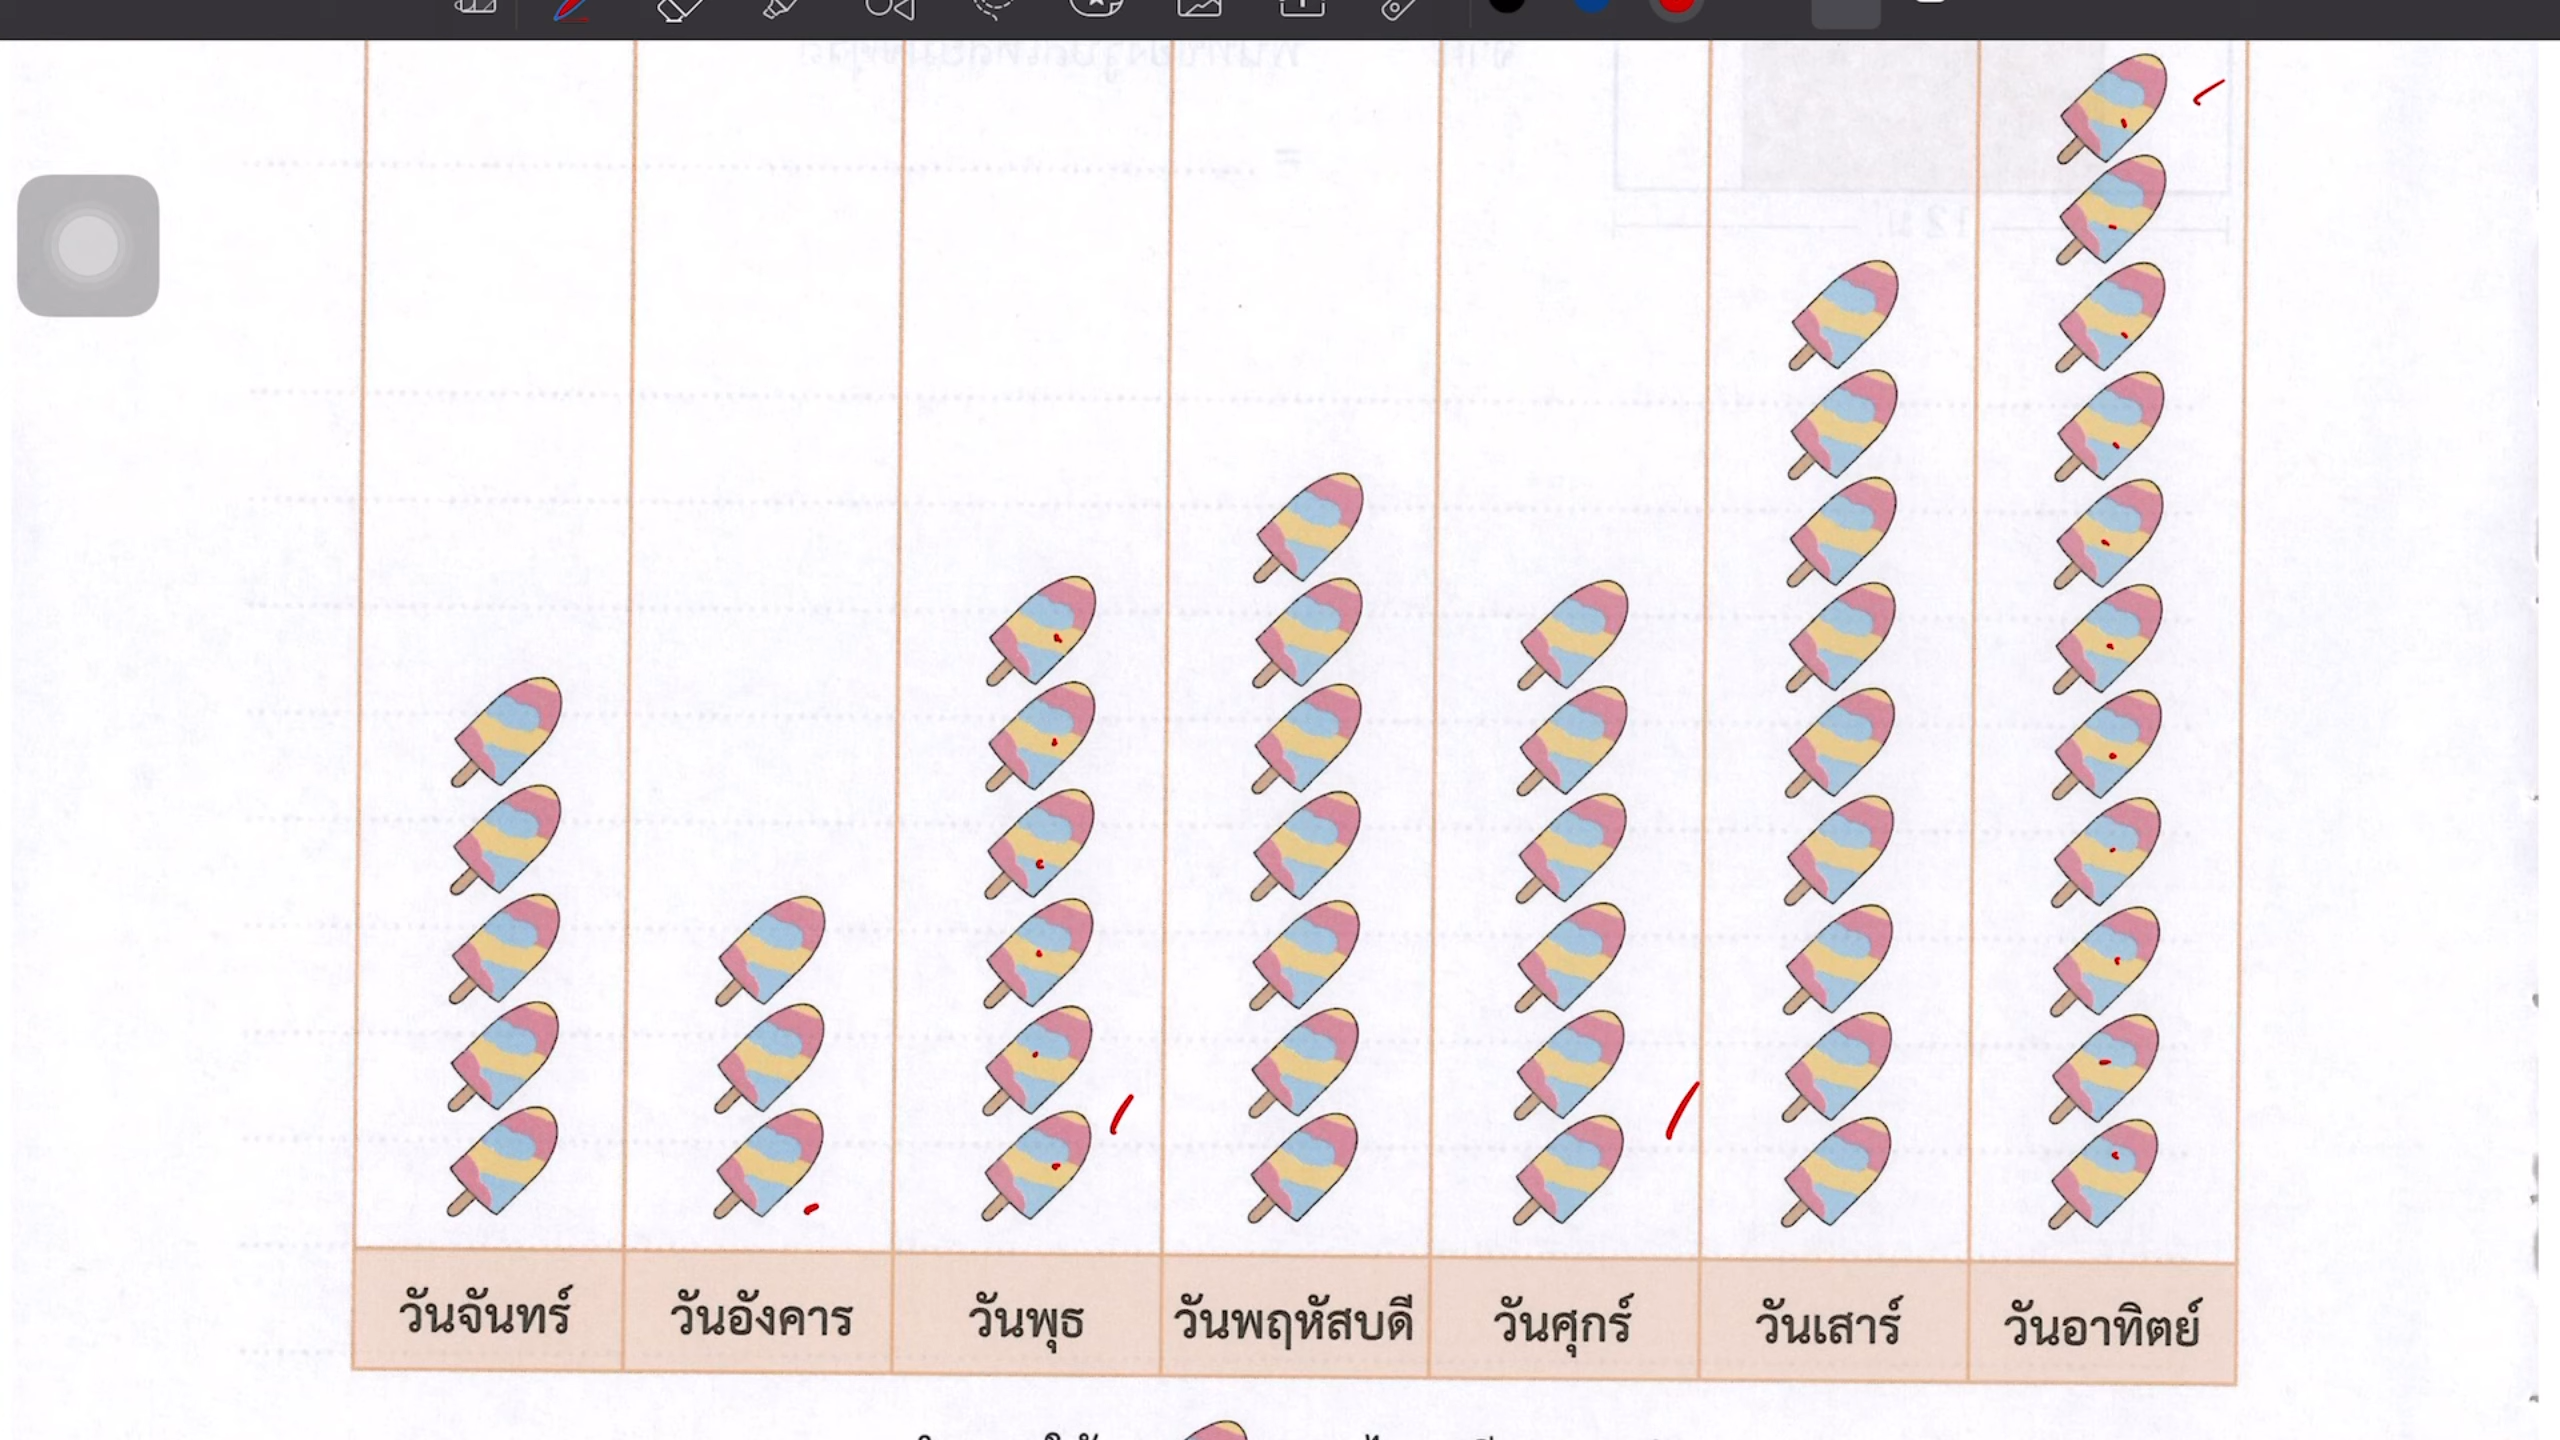 วันจันทร์ วันอังคาร วันพุธ วันพฤหัสบดี วันศุกร์ วันเสาร์ วันอาทิตย์